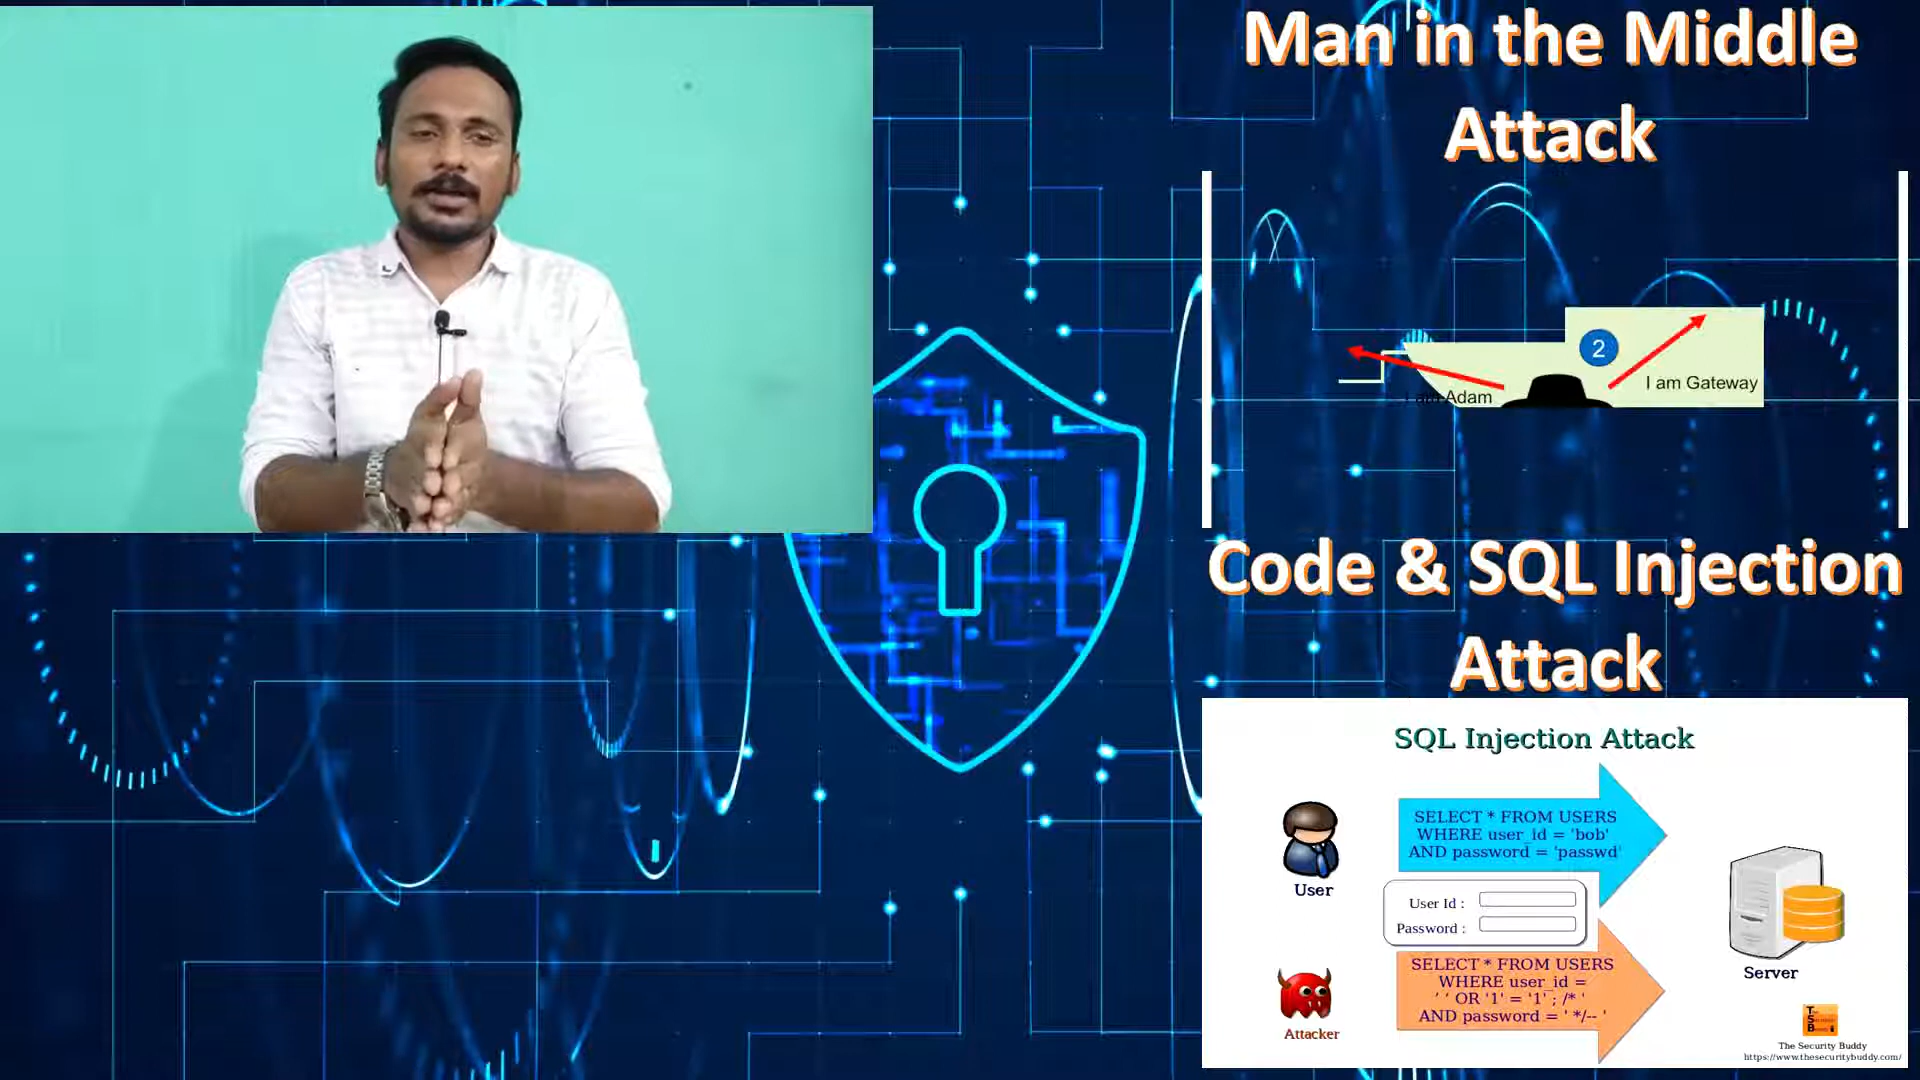 Man in the Middle
Attack
2
I am Gateway
I am Adam
Code & SQL Injection
Attack
SQL Injection Attack
SELECT * FROM USERS
WHERE user_id = 'bob'
AND password = 'passwd'
User
User Id :
Password :
SELECT * FROM USERS
WHERE user_id =
' ' OR '1' = '1' ; /* '
AND password = ' */-- '
Server
Attacker
The Security Buddy
https://www.thesecuritybuddy.com/